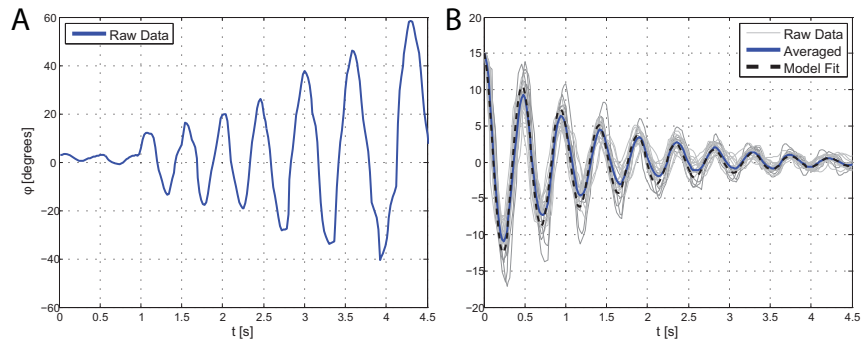 A
Raw Data
φ [degrees]
60
40
20
0
−20
−40
−60
0 0.5 1 1.5 2 2.5 3 3.5 4 4.5
t [s]
B
Raw Data
Averaged
Model Fit
20
15
10
5
0
−5
−10
−15
−20
0 0.5 1 1.5 2 2.5 3 3.5 4 4.5
t [s]